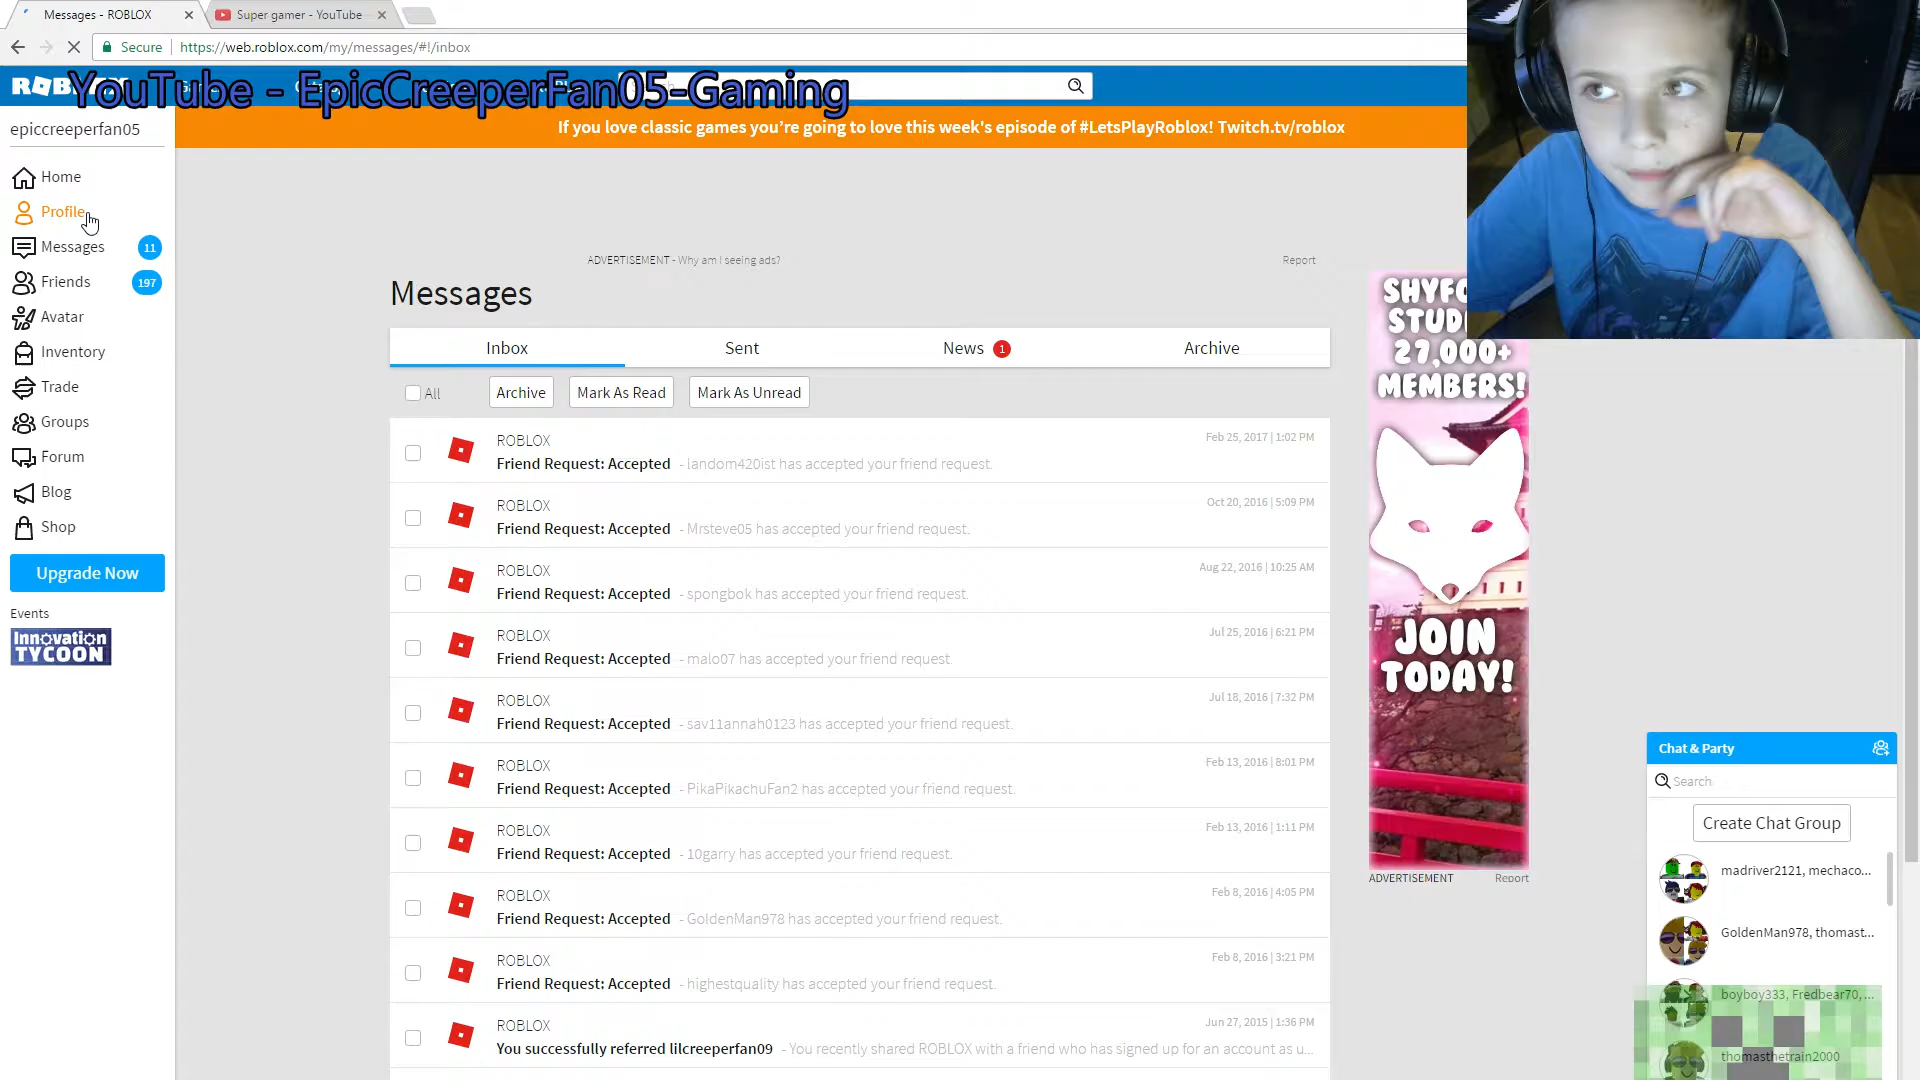 Messages - ROBLOX
Super gamer - YouTube
Secure
https://web.roblox.com/my/messages/#!/inbox
YouTube - EpicCreeperFan05-Gaming
If you love classic games you're going to love this week's episode of #LetsPlayRoblox! Twitch.tv/roblox
epiccreeperfan05
Home
Profile
Messages 11
Friends 197
Avatar
Inventory
Trade
Groups
Forum
Blog
Shop
Upgrade Now
Events
Innovation
TYCOON
ADVERTISEMENT - Why am I seeing ads?
Report
Messages
Inbox Sent News 1 Archive
All Archive Mark As Read Mark As Unread
ROBLOX Feb 25, 2017 | 1:02 PM
Friend Request: Accepted - landom420ist has accepted your friend request.
ROBLOX Oct 20, 2016 | 5:09 PM
Friend Request: Accepted - Mrsteve05 has accepted your friend request.
ROBLOX Aug 22, 2016 | 10:25 AM
Friend Request: Accepted - spongbok has accepted your friend request.
ROBLOX Jul 25, 2016 | 6:21 PM
Friend Request: Accepted - malo07 has accepted your friend request.
ROBLOX Jul 18, 2016 | 7:32 PM
Friend Request: Accepted - sav11annah0123 has accepted your friend request.
ROBLOX Feb 13, 2016 | 8:01 PM
Friend Request: Accepted - PikaPikachuFan2 has accepted your friend request.
ROBLOX Feb 13, 2016 | 1:11 PM
Friend Request: Accepted - 10garry has accepted your friend request.
ROBLOX Feb 8, 2016 | 4:05 PM
Friend Request: Accepted - GoldenMan978 has accepted your friend request.
ROBLOX Feb 8, 2016 | 3:21 PM
Friend Request: Accepted - highestquality has accepted your friend request.
ROBLOX Jun 27, 2015 | 1:36 PM
You successfully referred lilcreeperfan09 - You recently shared ROBLOX with a friend who has signed up for an account as u...
SHYFO
STUD
27,000+
MEMBERS!
JOIN
TODAY!
ADVERTISEMENT Report
Chat & Party
Search
Create Chat Group
madriver2121, mechaco...
GoldenMan978, thomast...
boyboy333, Fredbear70, ...
thomasthetrain2000